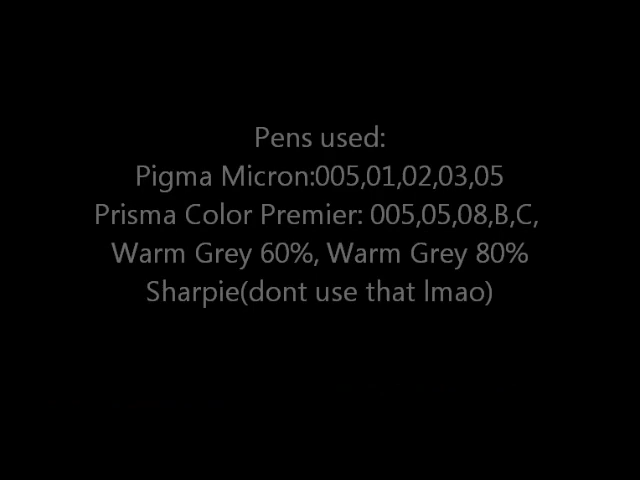 Pens used:
Pigma Micron:005,01,02,03,05
Prisma Color Premier: 005,05,08,B,C,
Warm Grey 60%, Warm Grey 80%
Sharpie(dont use that lmao)